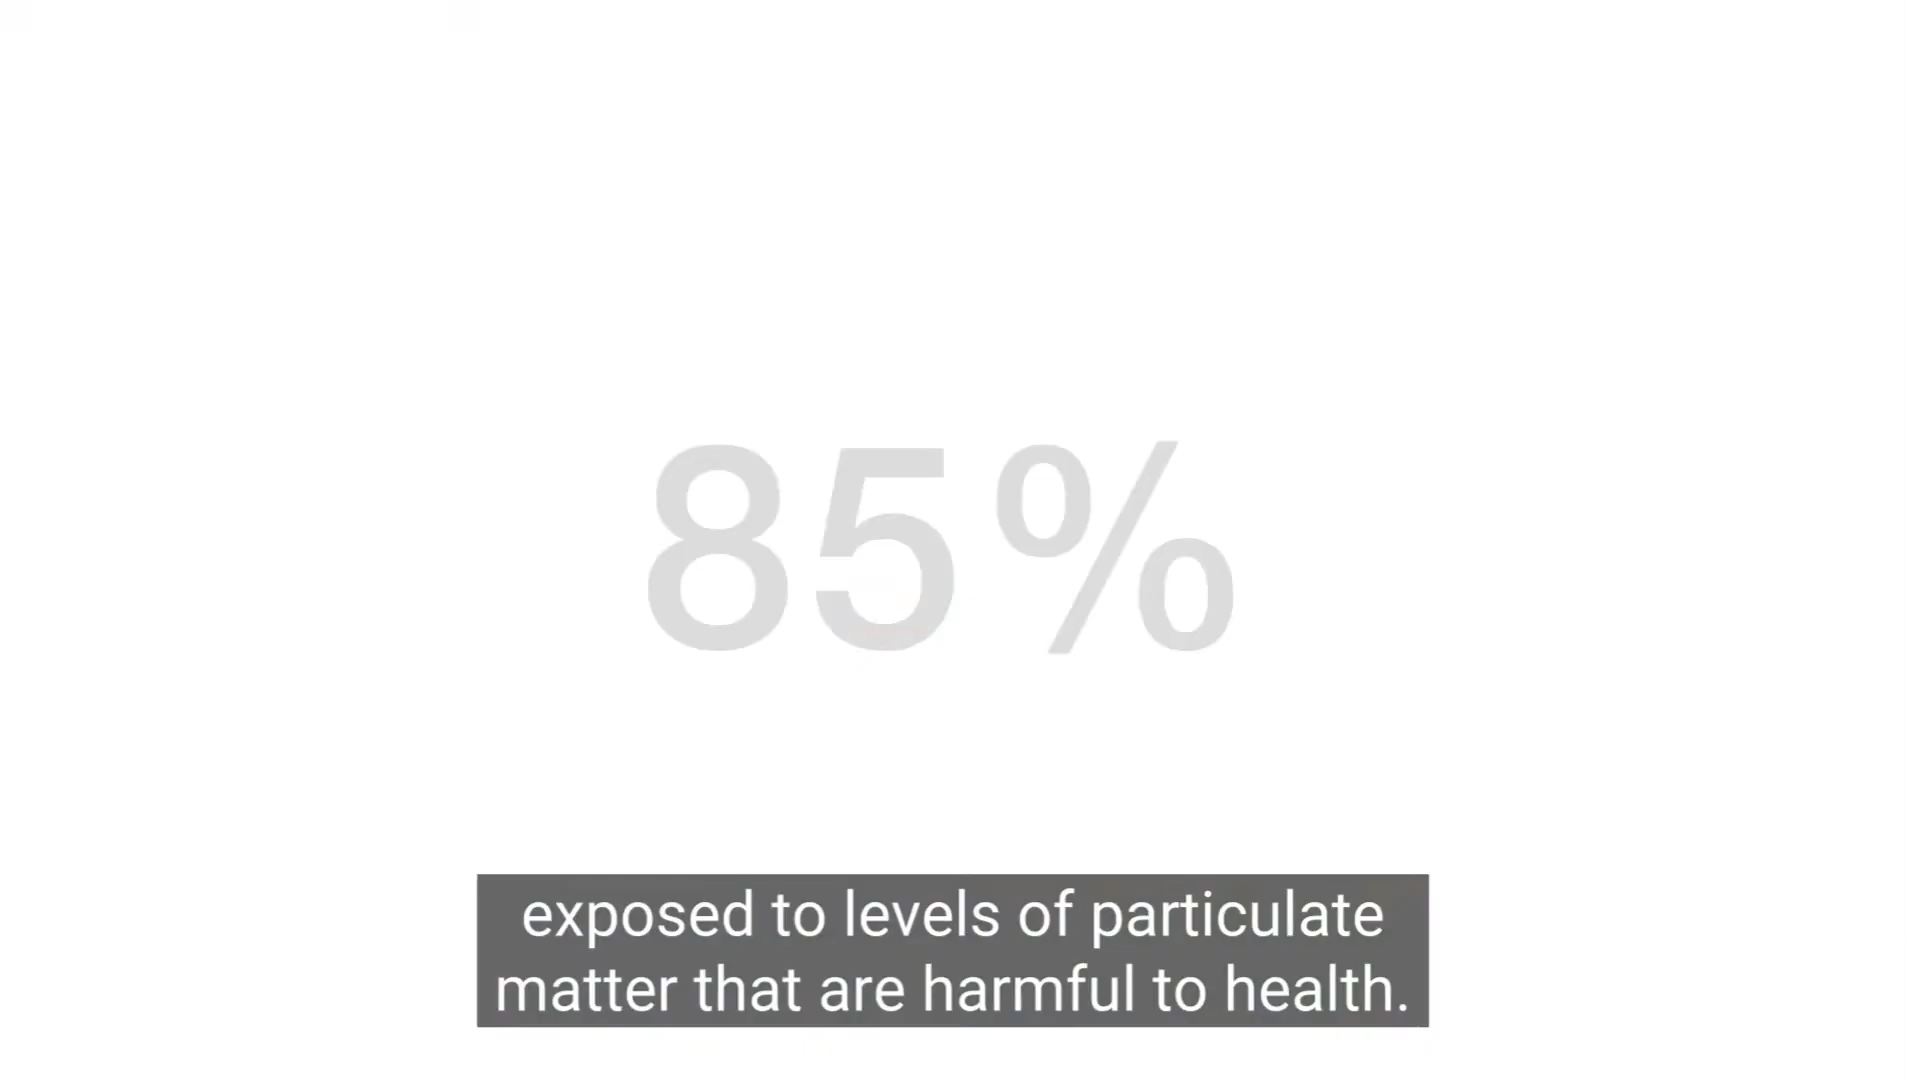 85%
exposed to levels of particulate
matter that are harmful to health.